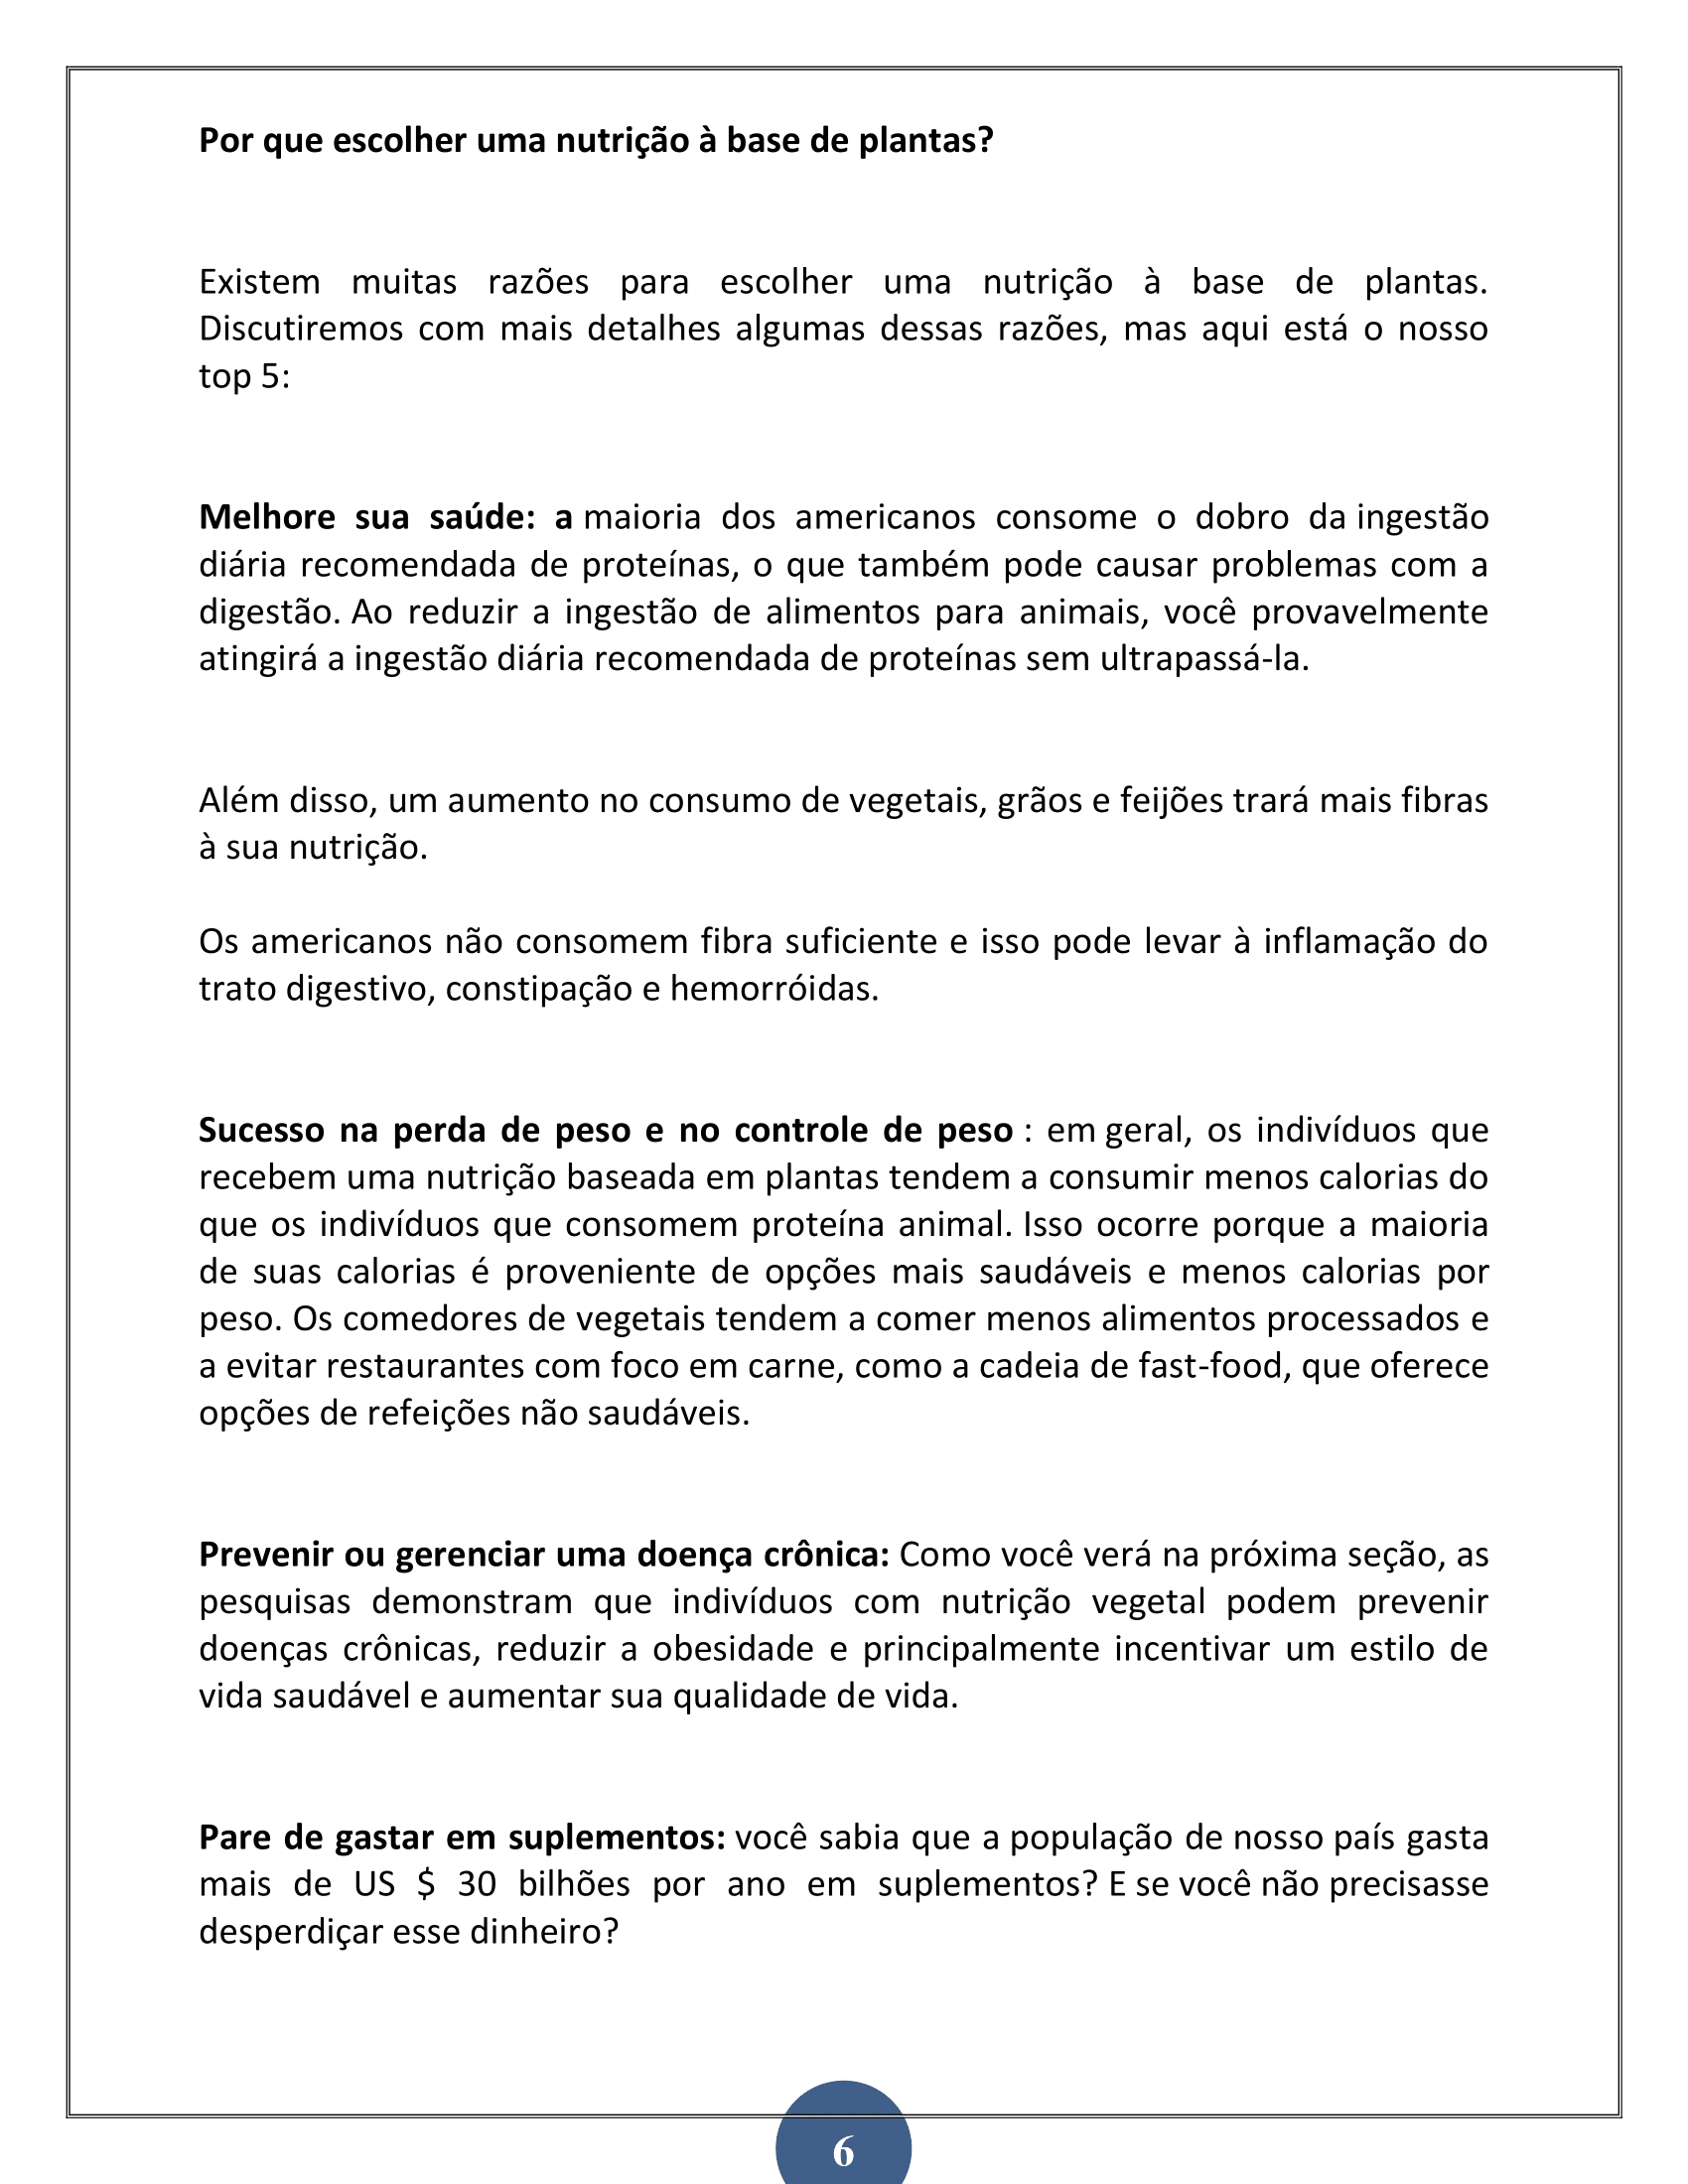 Por que escolher uma nutrição à base de plantas?
Existem muitas razões para escolher uma nutrição à base de plantas.
Discutiremos com mais detalhes algumas dessas razões, mas aqui está o nosso
top 5:
Melhore sua saúde: a maioria dos americanos consome o dobro da ingestão
diária recomendada de proteínas, o que também pode causar problemas com a
digestão. Ao reduzir a ingestão de alimentos para animais, você provavelmente
atingirá a ingestão diária recomendada de proteínas sem ultrapassá-la.
Além disso, um aumento no consumo de vegetais, grãos e feijões trará mais fibras
à sua nutrição.
Os americanos não consomem fibra suficiente e isso pode levar à inflamação do
trato digestivo, constipação e hemorróidas.
Sucesso na perda de peso e no controle de peso : em geral, os indivíduos que
recebem uma nutrição baseada em plantas tendem a consumir menos calorias do
que os indivíduos que consomem proteína animal. Isso ocorre porque a maioria
de suas calorias é proveniente de opções mais saudáveis e menos calorias por
peso. Os comedores de vegetais tendem a comer menos alimentos processados e
a evitar restaurantes com foco em carne, como a cadeia de fast-food, que oferece
opções de refeições não saudáveis.
Prevenir ou gerenciar uma doença crônica: Como você verá na próxima seção, as
pesquisas demonstram que indivíduos com nutrição vegetal podem prevenir
doenças crônicas, reduzir a obesidade e principalmente incentivar um estilo de
vida saudável e aumentar sua qualidade de vida.
Pare de gastar em suplementos: você sabia que a população de nosso país gasta
mais de US $ 30 bilhões por ano em suplementos? E se você não precisasse
desperdiçar esse dinheiro?
6